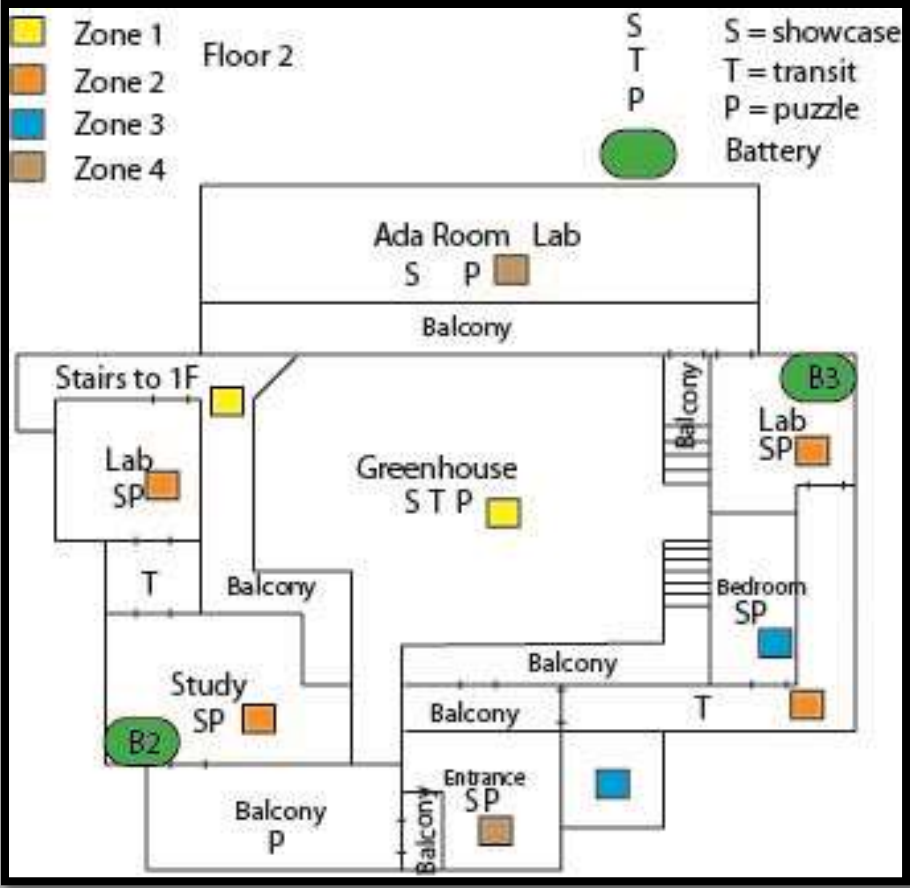 Zone 1
Zone 2
Zone 3
Zone 4
Floor 2
S
T
P
S = showcase
T = transit
P = puzzle
Battery
Ada Room Lab
S P
Balcony
Stairs to 1F
Balcony
B3
Lab
SP
Lab
SP
Greenhouse
S T P
T
Balcony
Bedroom
SP
Balcony
Study
SP
Balcony
T
B2
Entrance
SP
Balcony
P
Balcony